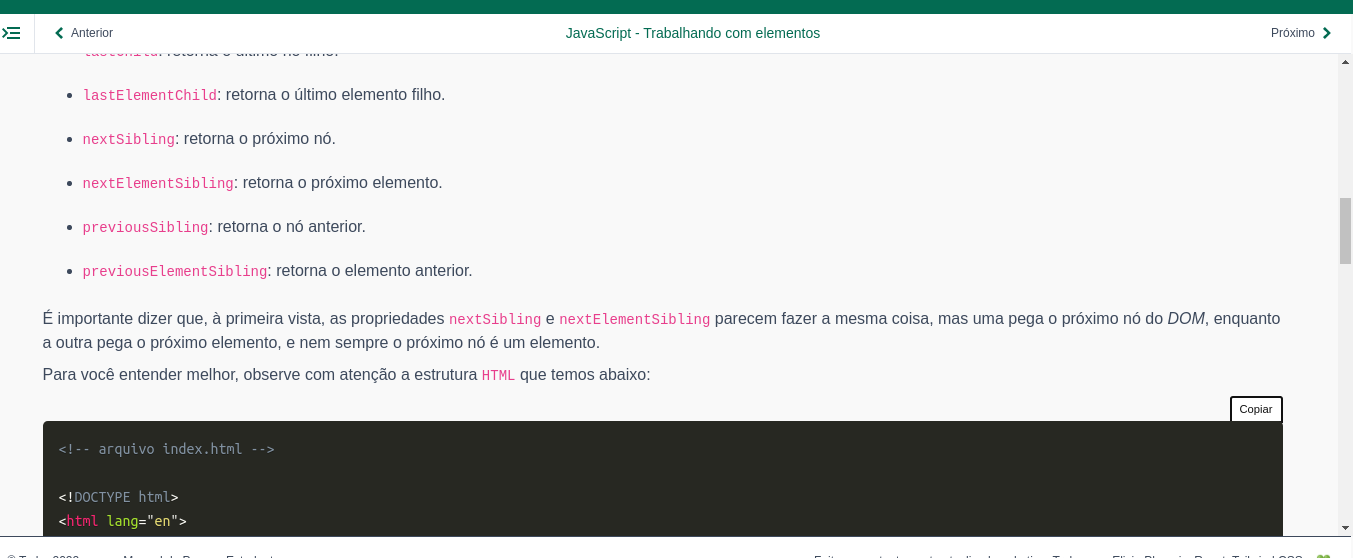 Anterior
JavaScript - Trabalhando com elementos
Próximo
lastChild: retorna o último nó filho.
lastElementChild: retorna o último elemento filho.
nextSibling: retorna o próximo nó.
nextElementSibling: retorna o próximo elemento.
previousSibling: retorna o nó anterior.
previousElementSibling: retorna o elemento anterior.
É importante dizer que, à primeira vista, as propriedades nextSibling e nextElementSibling parecem fazer a mesma coisa, mas uma pega o próximo nó do DOM, enquanto
a outra pega o próximo elemento, e nem sempre o próximo nó é um elemento.
Para você entender melhor, observe com atenção a estrutura HTML que temos abaixo:
Copiar
<!-- arquivo index.html -->
<!DOCTYPE html>
<html lang="en">